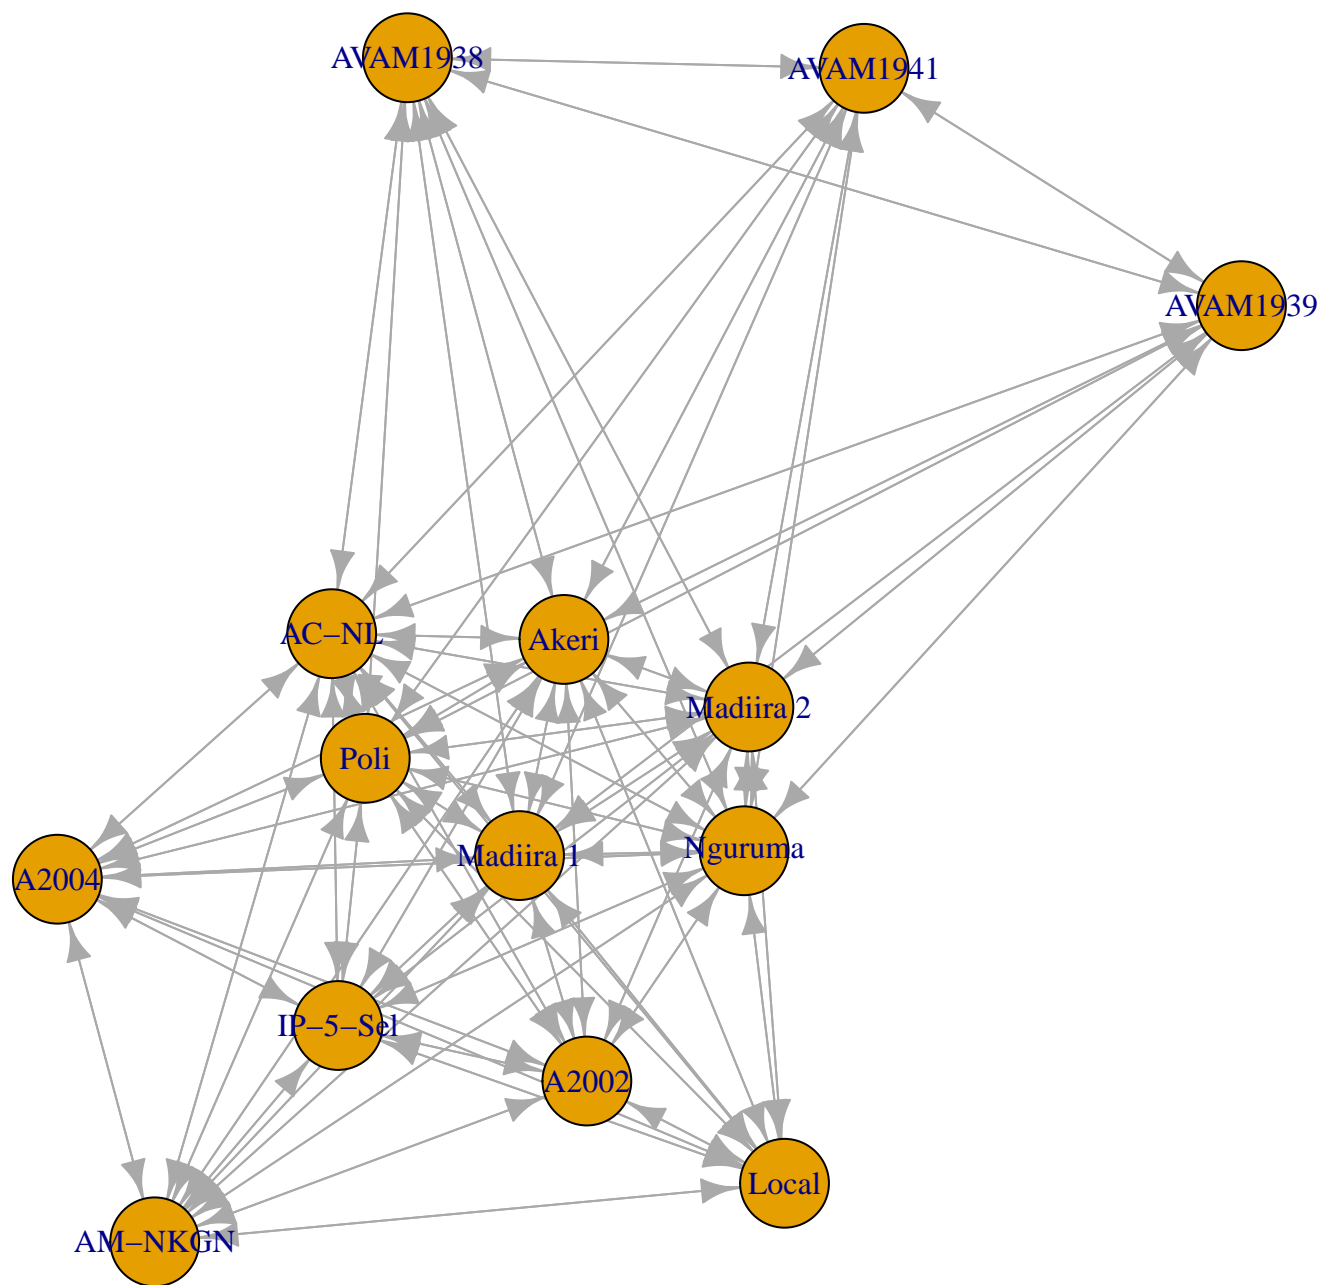 AVAM1938
AVAM1941
AVAM1939
AC−NL
Akeri
Madiira 2
Poli
Madiira 1
Nguruma
A2004
IP−5−Sel
A2002
Local
AM−NKGN